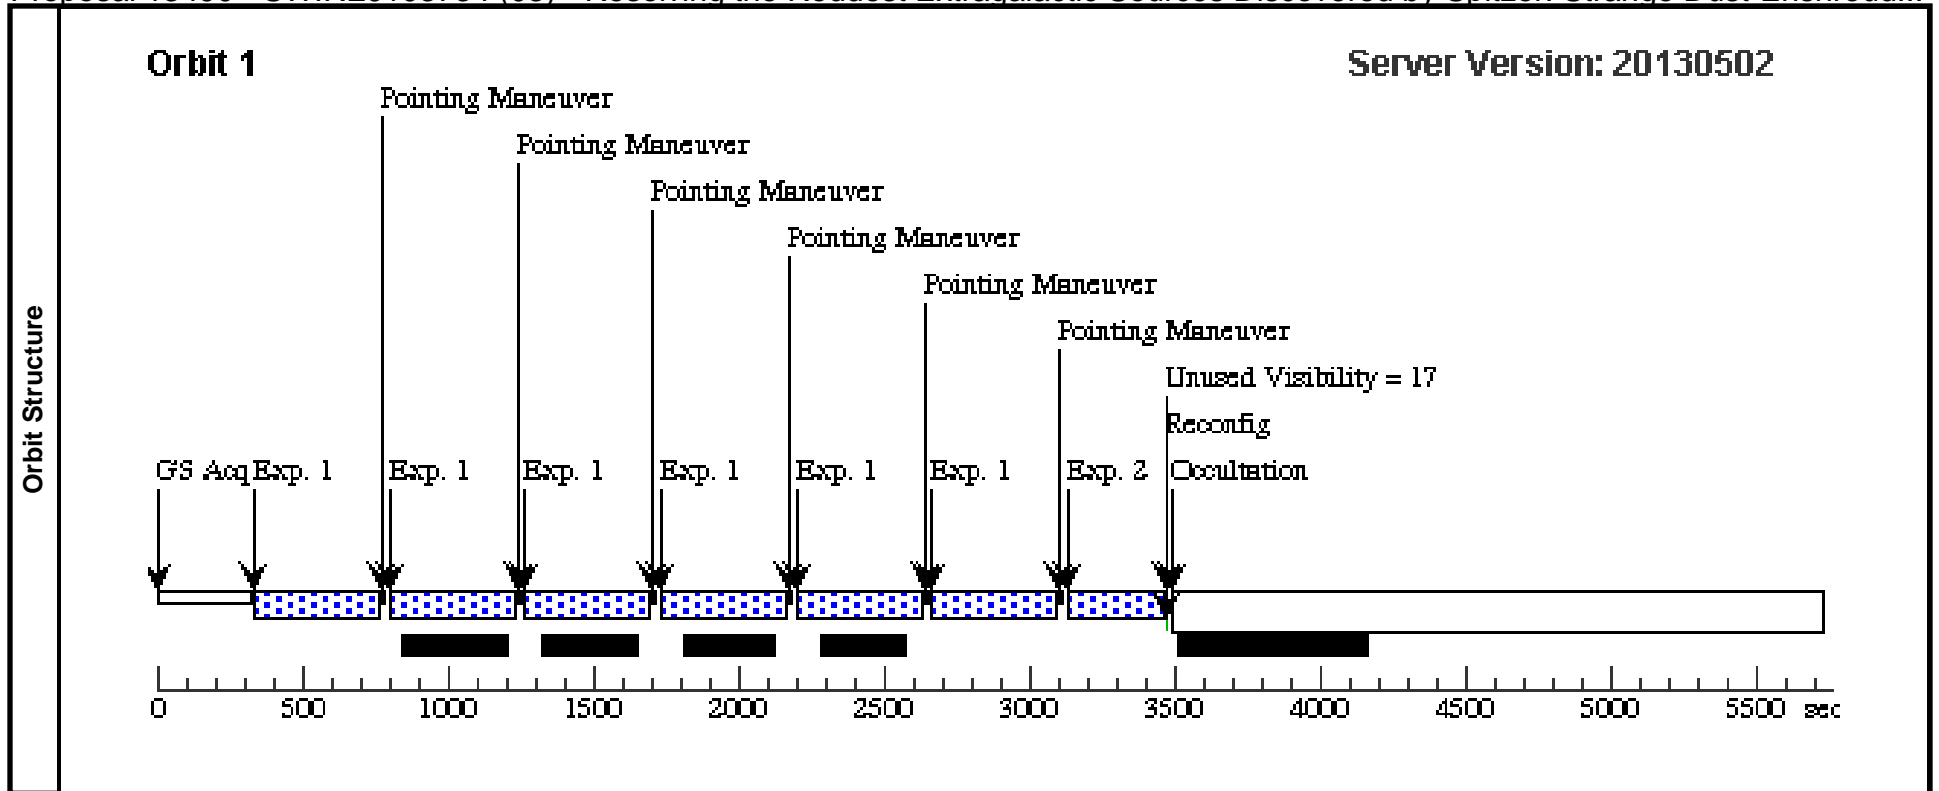 Orbit Structure
Orbit 1
Server Version: 20130502
Pointing Maneuver
Pointing Maneuver
Pointing Maneuver
Pointing Maneuver
Pointing Maneuver
Pointing Maneuver
Unused Visibility = 17
Reconfig
GS Acq Exp. 1 Exp. 1 Exp. 1 Exp. 1 Exp. 1 Exp. 1 Exp. 2 Occultation
0 500 1000 1500 2000 2500 3000 3500 4000 4500 5000 5500 sec